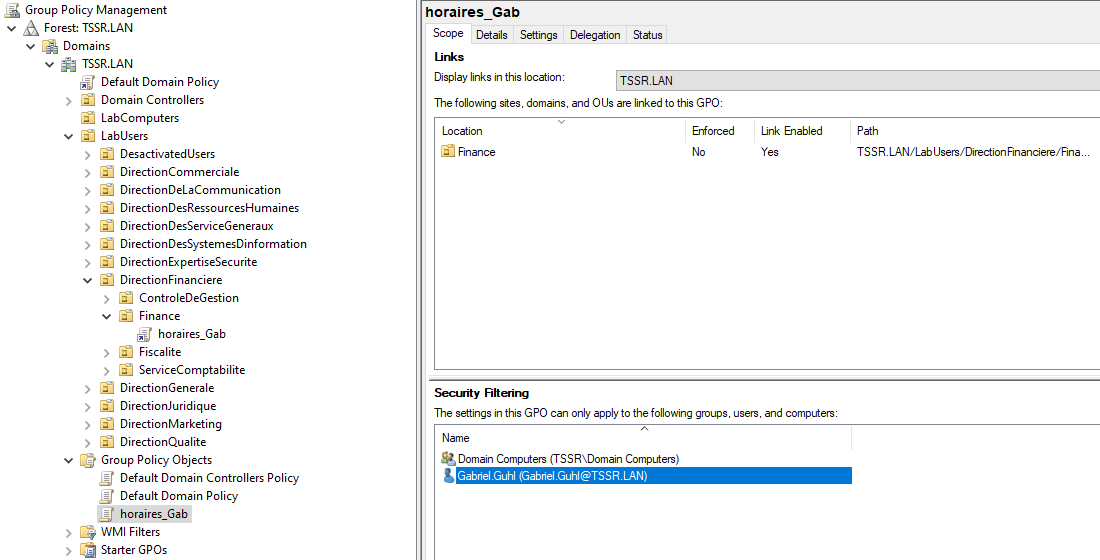 Group Policy Management
Forest: TSSR.LAN
Domains
TSSR.LAN
Default Domain Policy
Domain Controllers
LabComputers
LabUsers
DesactivatedUsers
DirectionCommerciale
DirectionDeLaCommunication
DirectionDesRessourcesHumaines
DirectionDesServiceGeneraux
DirectionDesSystemesDinformation
DirectionExpertiseSecurite
DirectionFinanciere
ControleDeGestion
Finance
horaires_Gab
Fiscalite
ServiceComptabilite
DirectionGenerale
DirectionJuridique
DirectionMarketing
DirectionQualite
Group Policy Objects
Default Domain Controllers Policy
Default Domain Policy
horaires_Gab
WMI Filters
Starter GPOs
horaires_Gab
Scope Details Settings Delegation Status
Links
Display links in this location: TSSR.LAN
The following sites, domains, and OUs are linked to this GPO:
Location Enforced Link Enabled Path
Finance No Yes TSSR.LAN/LabUsers/DirectionFinanciere/Fina...
Security Filtering
The settings in this GPO can only apply to the following groups, users, and computers:
Name
Domain Computers (TSSR\Domain Computers)
Gabriel.Guhl (Gabriel.Guhl@TSSR.LAN)